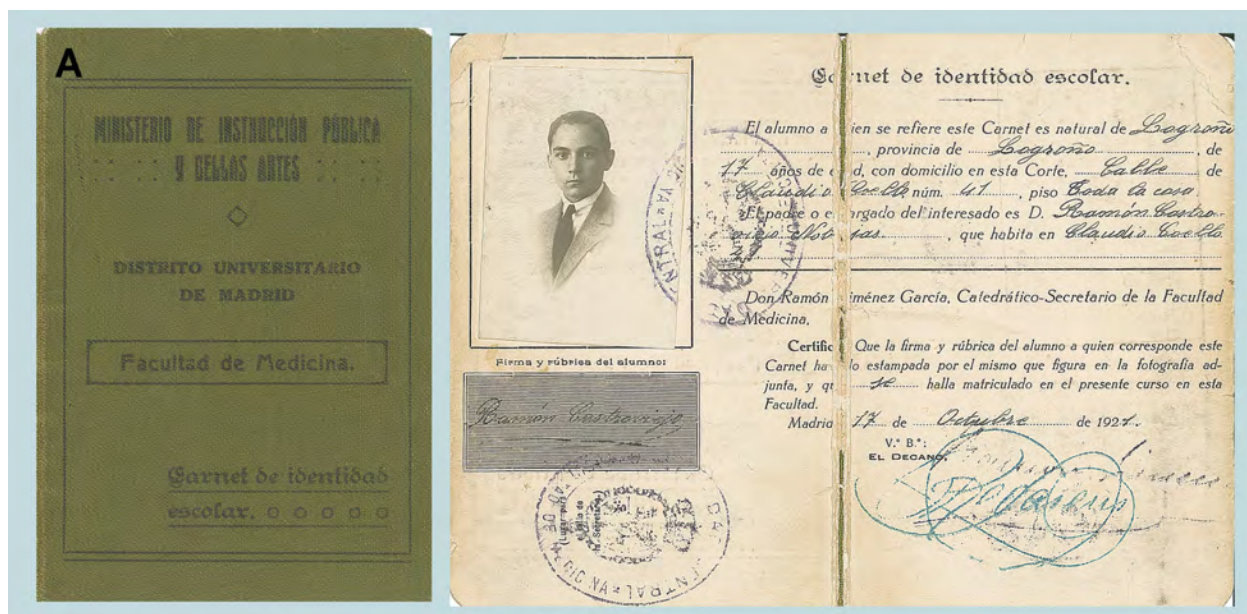 A
MINISTERIO DE INSTRUCCIÓN PÚBLICA
Y BELLAS ARTES
DISTRITO UNIVERSITARIO
DE MADRID
Facultad de Medicina.
Carnet de identidad
escolar.
Carnet de identidad escolar.
El alumno a quien se refiere este Carnet es natural de Logroño
, provincia de Logroño, de
17 años de edad, con domicilio en esta Corte, Calle de
Claudio Coello núm. 41, piso Toda la casa
El padre o encargado del interesado es D. Ramón Castro-
viejo Novajas, que habita en Claudio Coello
Don Ramón Jiménez García, Catedrático-Secretario de la Facultad
de Medicina,
Certifico: Que la firma y rúbrica del alumno a quien corresponde este
Carnet ha sido estampada por el mismo que figura en la fotografía ad-
junta, y que se halla matriculado en el presente curso en esta
Facultad.
Madrid 17 de Octubre de 1921.
V.º B.º:
EL DECANO,
Firma y rúbrica del alumno:
Ramón Castroviejo